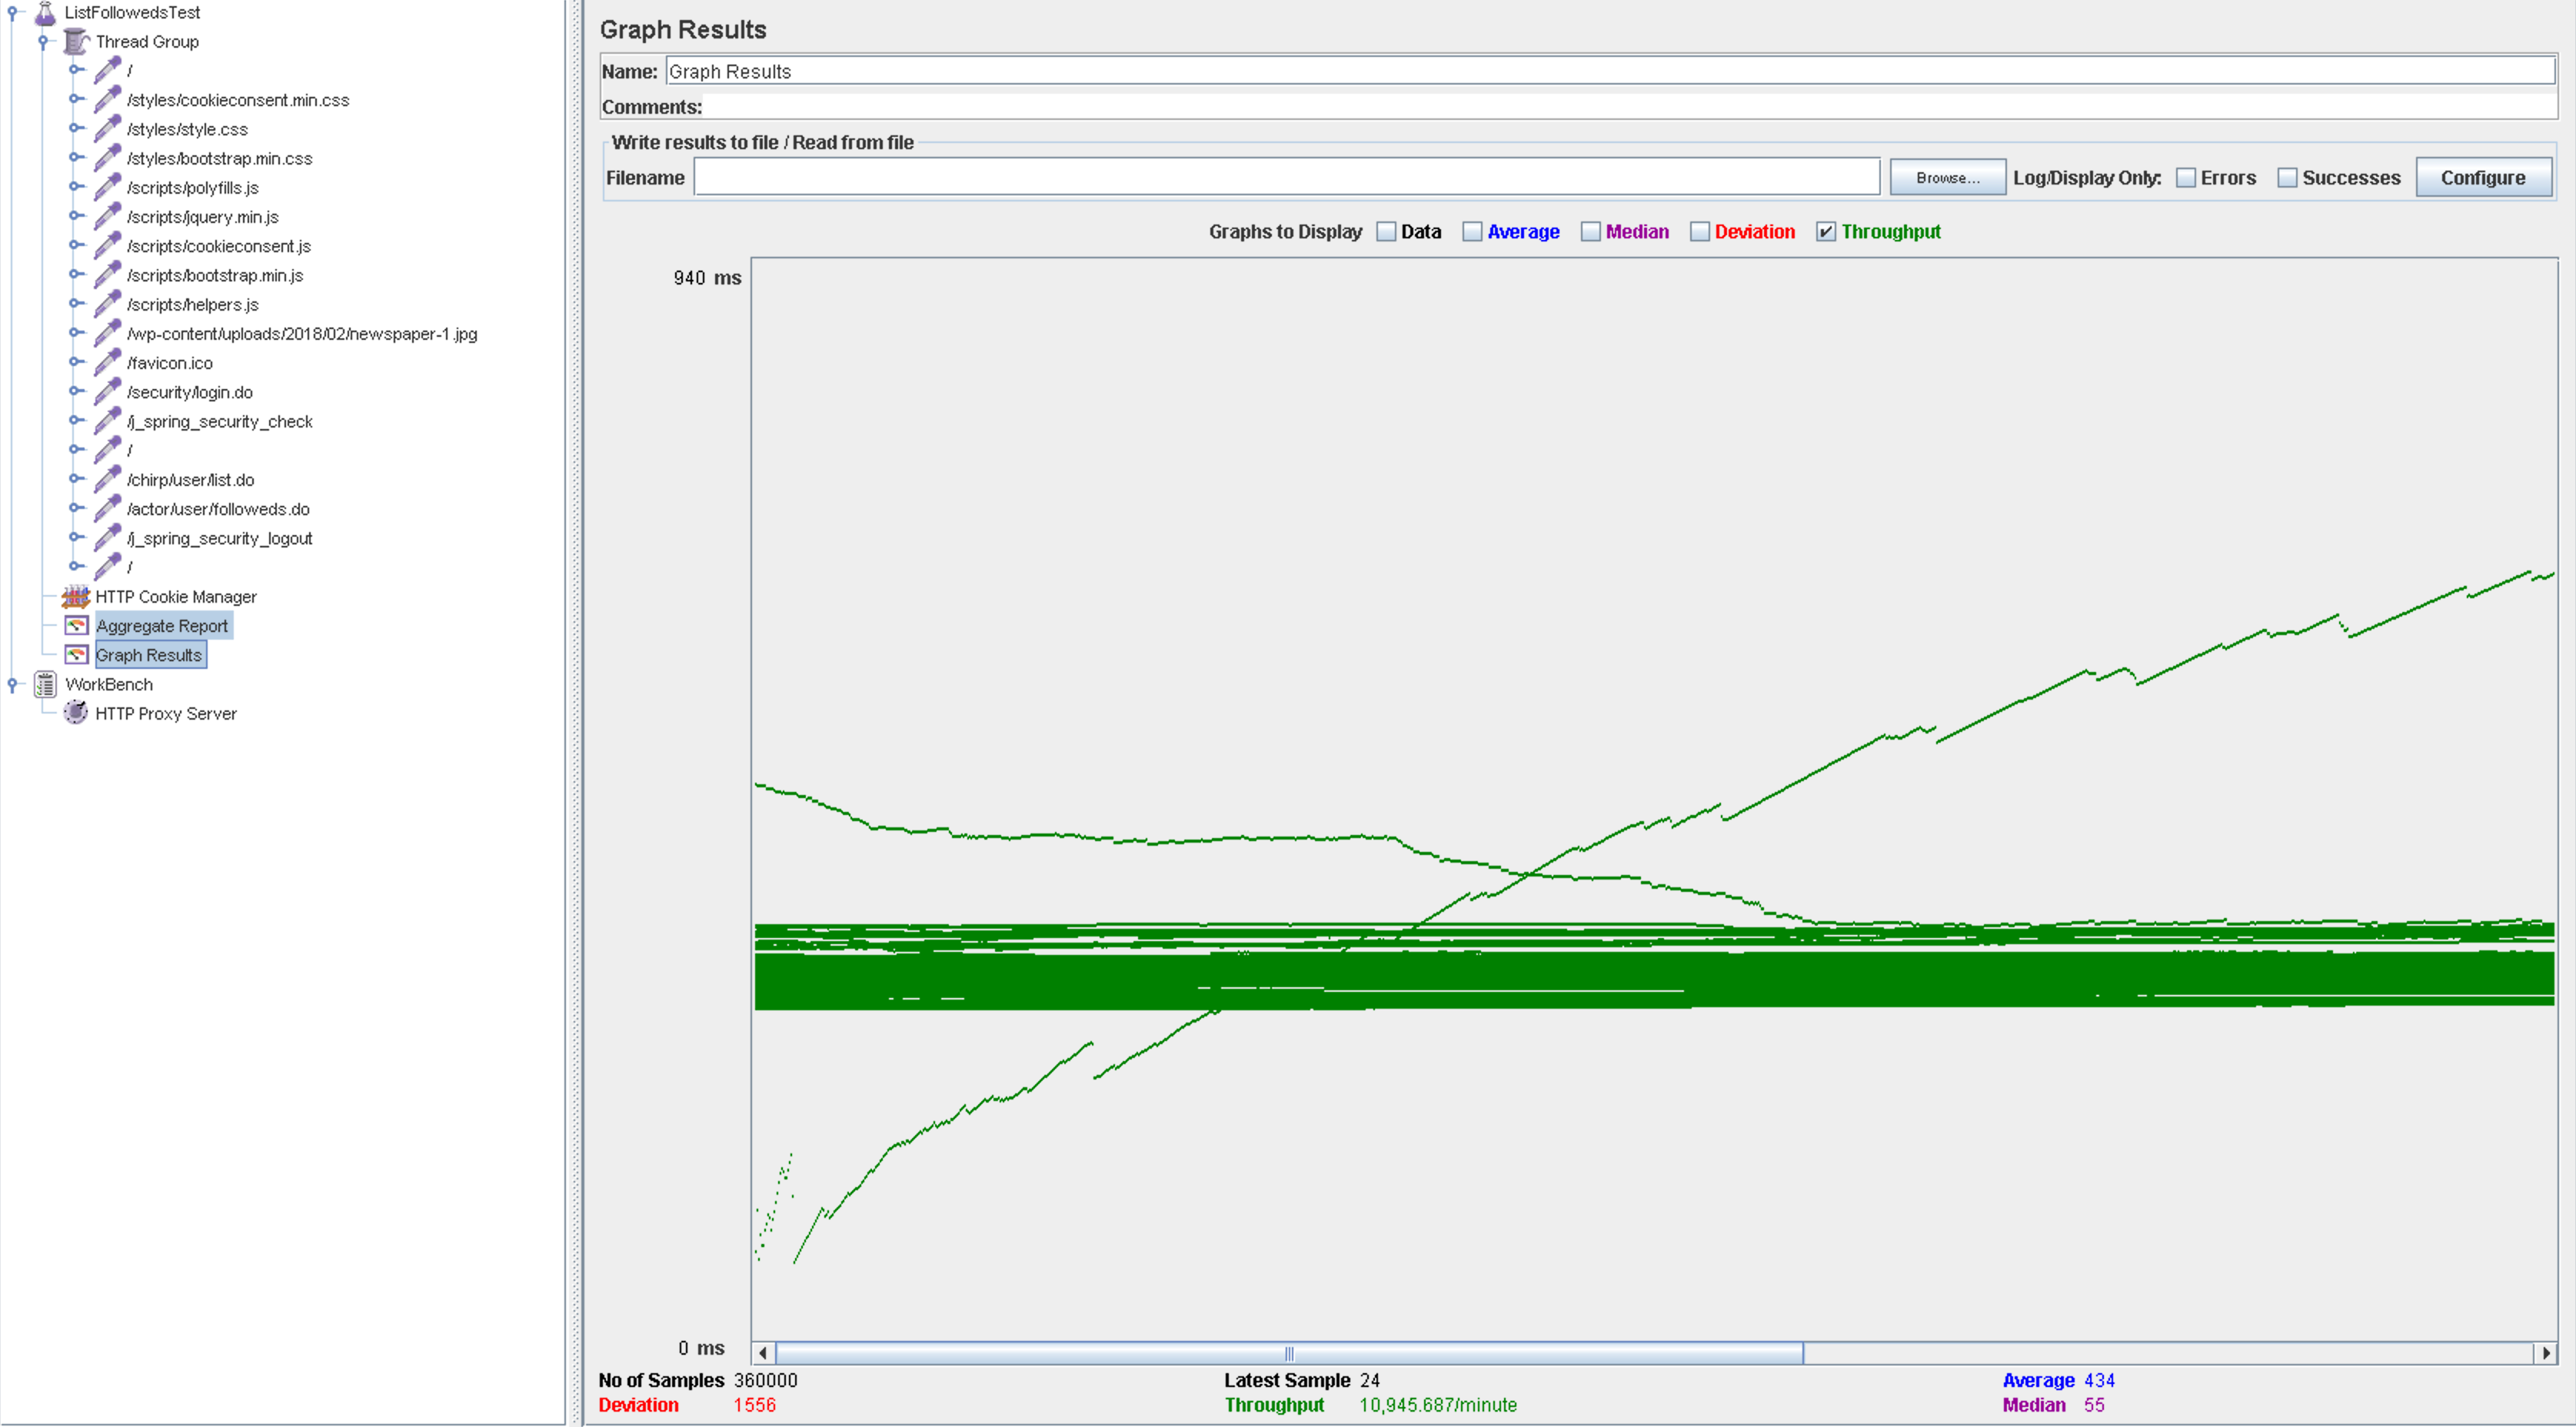 ListFollowedsTest
Thread Group
/
/styles/cookieconsent.min.css
/styles/style.css
/styles/bootstrap.min.css
/scripts/polyfills.js
/scripts/jquery.min.js
/scripts/cookieconsent.js
/scripts/bootstrap.min.js
/scripts/helpers.js
/wp-content/uploads/2018/02/newspaper-1.jpg
/favicon.ico
/security/login.do
/j_spring_security_check
/
/chirp/user/list.do
/actor/user/followeds.do
/j_spring_security_logout
/
HTTP Cookie Manager
Aggregate Report
Graph Results
WorkBench
HTTP Proxy Server
Graph Results
Name: Graph Results
Comments:
Write results to file / Read from file
Filename Browse... Log/Display Only: Errors Successes Configure
Graphs to Display Data Average Median Deviation Throughput
940 ms
0 ms
No of Samples 360000 Latest Sample 24 Average 434
Deviation 1556 Throughput 10,945.687/minute Median 55